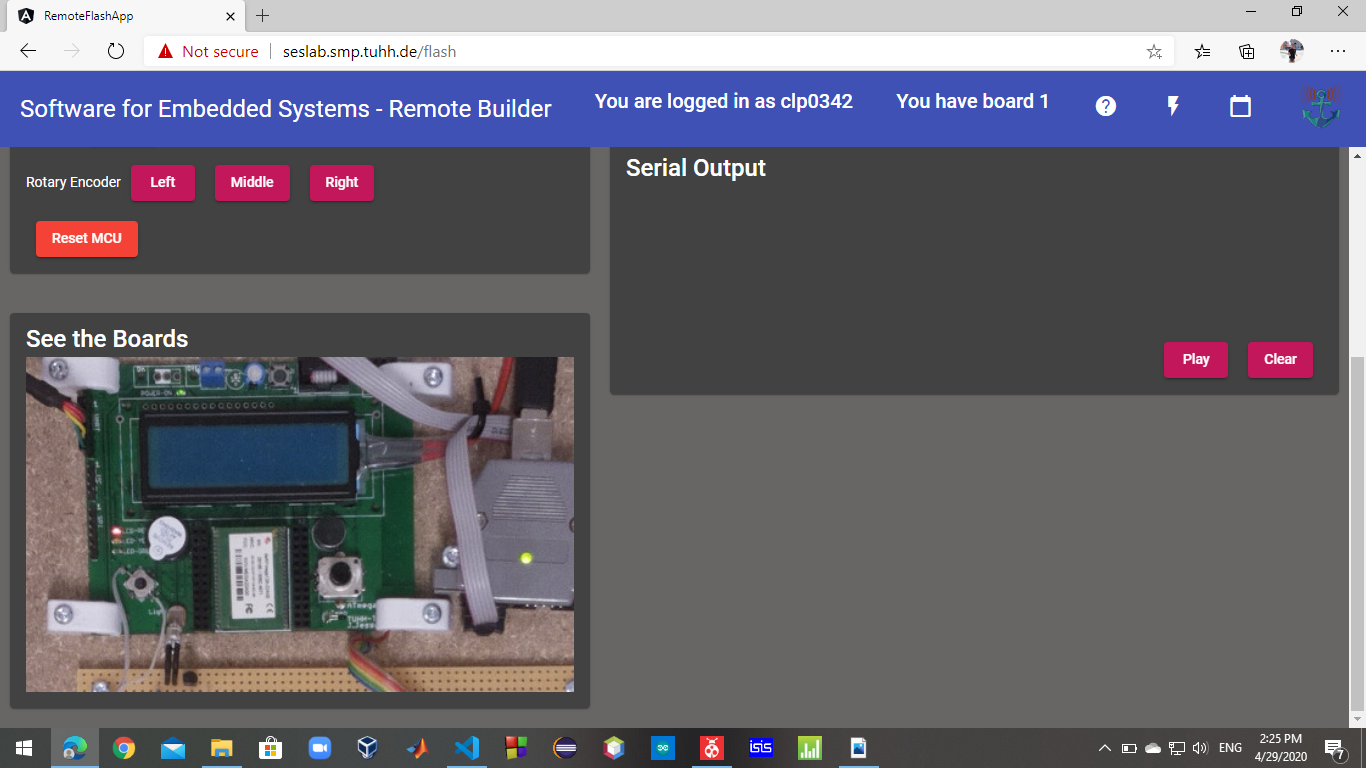 RemoteFlashApp
Not secure
seslab.smp.tuhh.de/flash
Software for Embedded Systems - Remote Builder
You are logged in as clp0342
You have board 1
Rotary Encoder
Left
Middle
Right
Reset MCU
Serial Output
Play
Clear
See the Boards
ENG
2:25 PM
4/29/2020
7